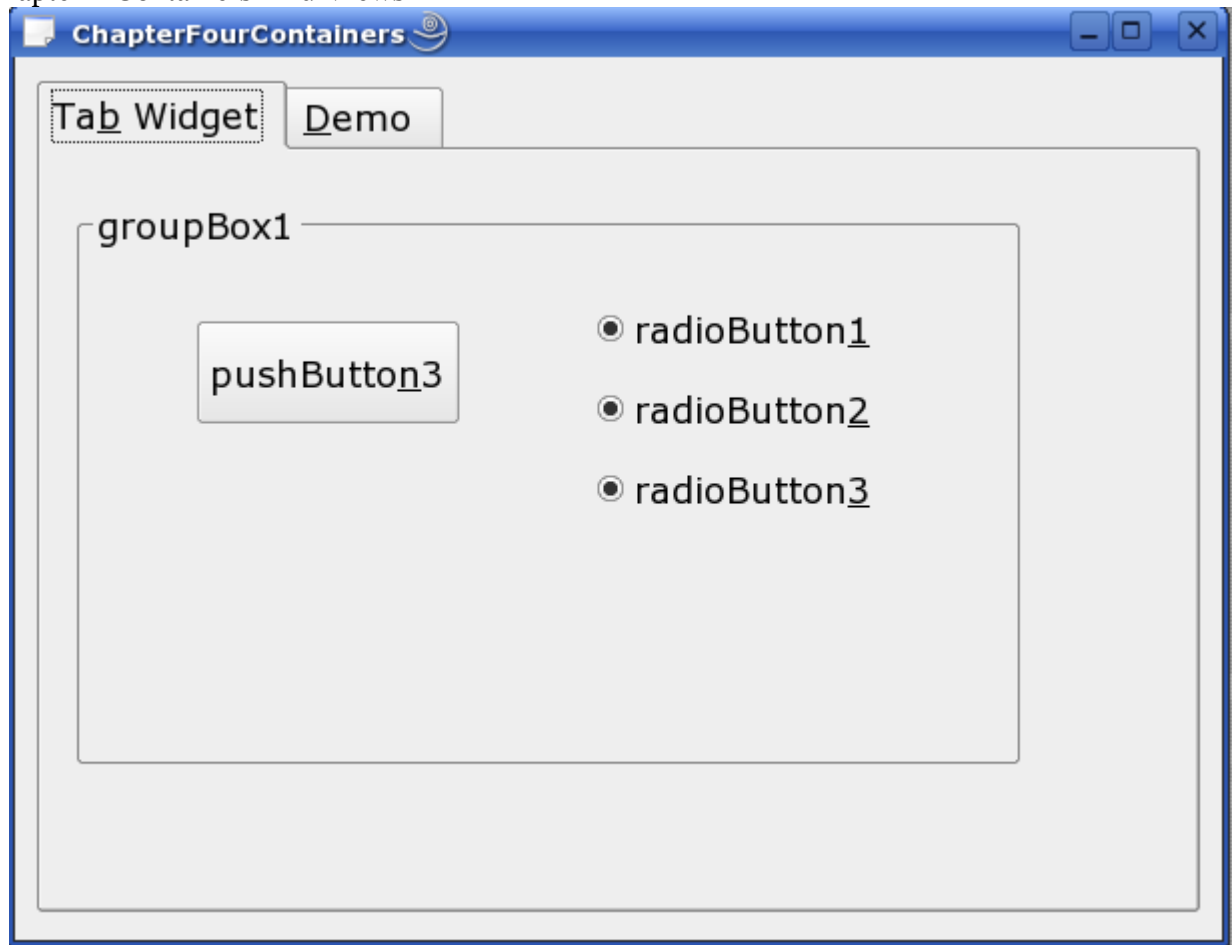 ChapterFourContainers
Tab Widget
Demo
groupBox1
pushButton3
radioButton1
radioButton2
radioButton3